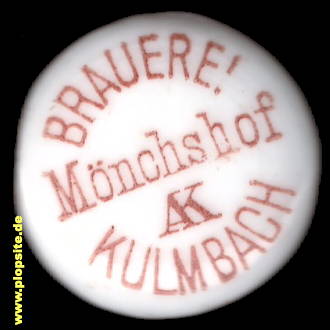 BRAUEREI
Mönchshof
AK
KULMBACH
www.plopsite.de